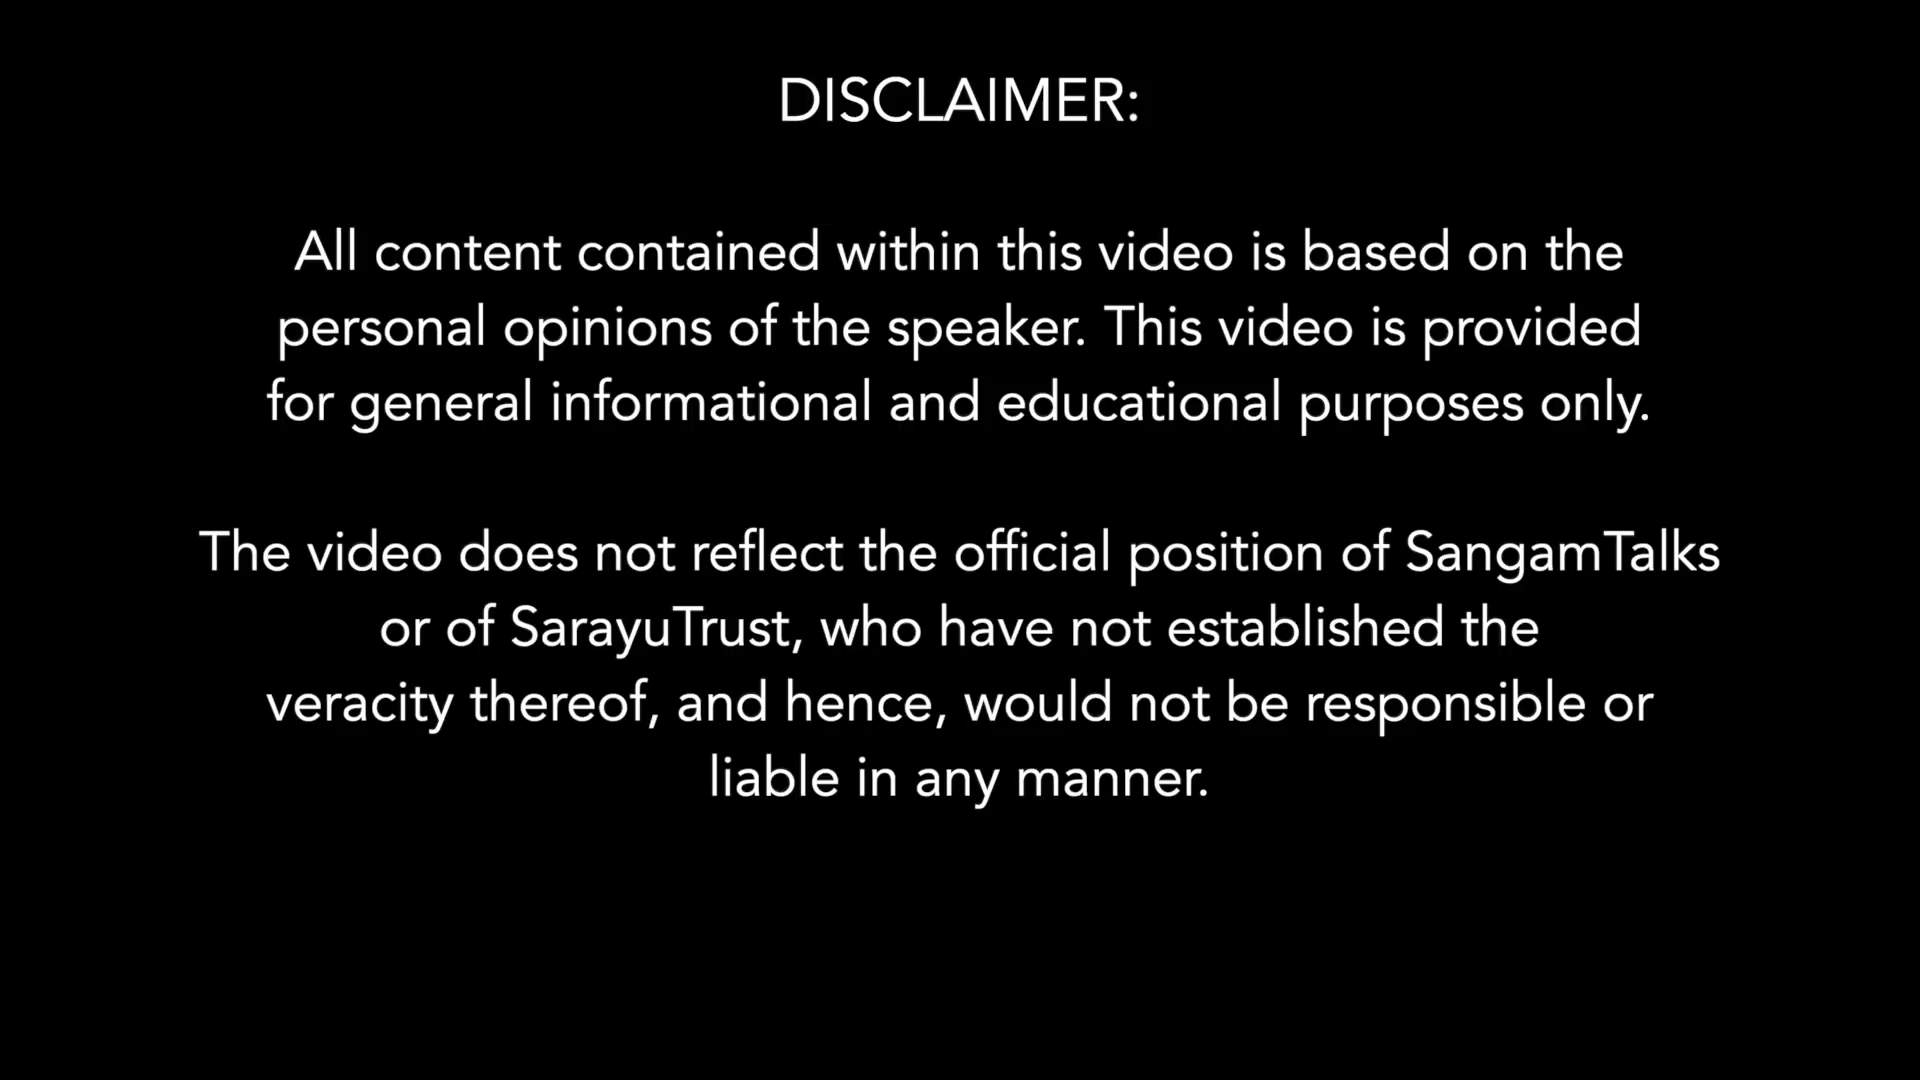 DISCLAIMER:
All content contained within this video is based on the
personal opinions of the speaker. This video is provided
for general informational and educational purposes only.
The video does not reflect the official position of SangamTalks
or of SarayuTrust, who have not established the
veracity thereof, and hence, would not be responsible or
liable in any manner.